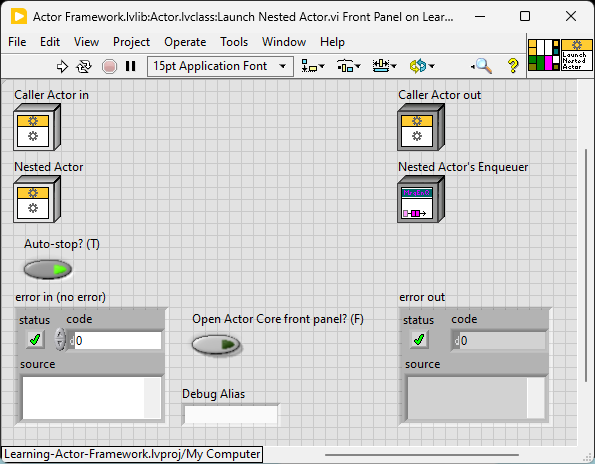 Actor Framework.lvlib:Actor.lvclass:Launch Nested Actor.vi Front Panel on Lear...
File Edit View Project Operate Tools Window Help
15pt Application Font
?
Launch
Nested
Actor
Caller Actor in
Caller Actor out
Nested Actor
Nested Actor's Enqueuer
Auto-stop? (T)
error in (no error)
status
code
d
0
source
Open Actor Core front panel? (F)
Debug Alias
error out
status
code
d
0
source
Learning-Actor-Framework.lvproj/My Computer